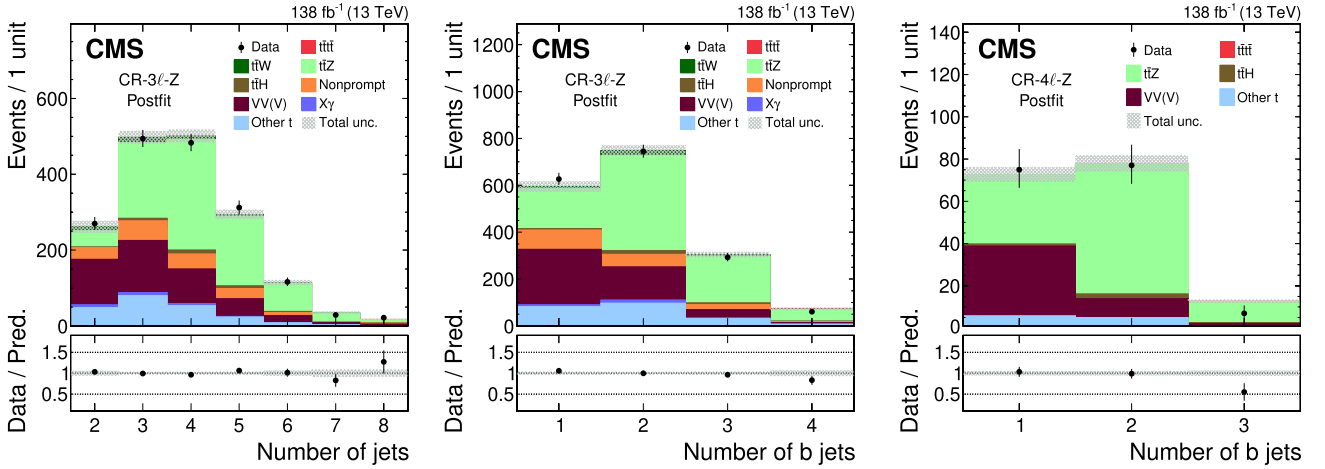 138 fb⁻¹ (13 TeV)
CMS
CR-3ℓ-Z
Postfit
Data
tt̄W
tt̄H
VV(V)
Other t
tt̄tt̄
tt̄Z
Nonprompt
Xγ
Total unc.
Events / 1 unit
600
400
200
0
Data / Pred.
1.5
1
0.5
2 3 4 5 6 7 8
Number of jets
138 fb⁻¹ (13 TeV)
CMS
CR-3ℓ-Z
Postfit
Data
tt̄W
tt̄H
VV(V)
Other t
tt̄tt̄
tt̄Z
Nonprompt
Xγ
Total unc.
Events / 1 unit
1200
1000
800
600
400
200
0
Data / Pred.
1.5
1
0.5
1 2 3 4
Number of b jets
138 fb⁻¹ (13 TeV)
CMS
CR-4ℓ-Z
Postfit
Data
tt̄Z
VV(V)
Total unc.
tt̄tt̄
tt̄H
Other t
Events / 1 unit
140
120
100
80
60
40
20
0
Data / Pred.
1.5
1
0.5
1 2 3
Number of b jets